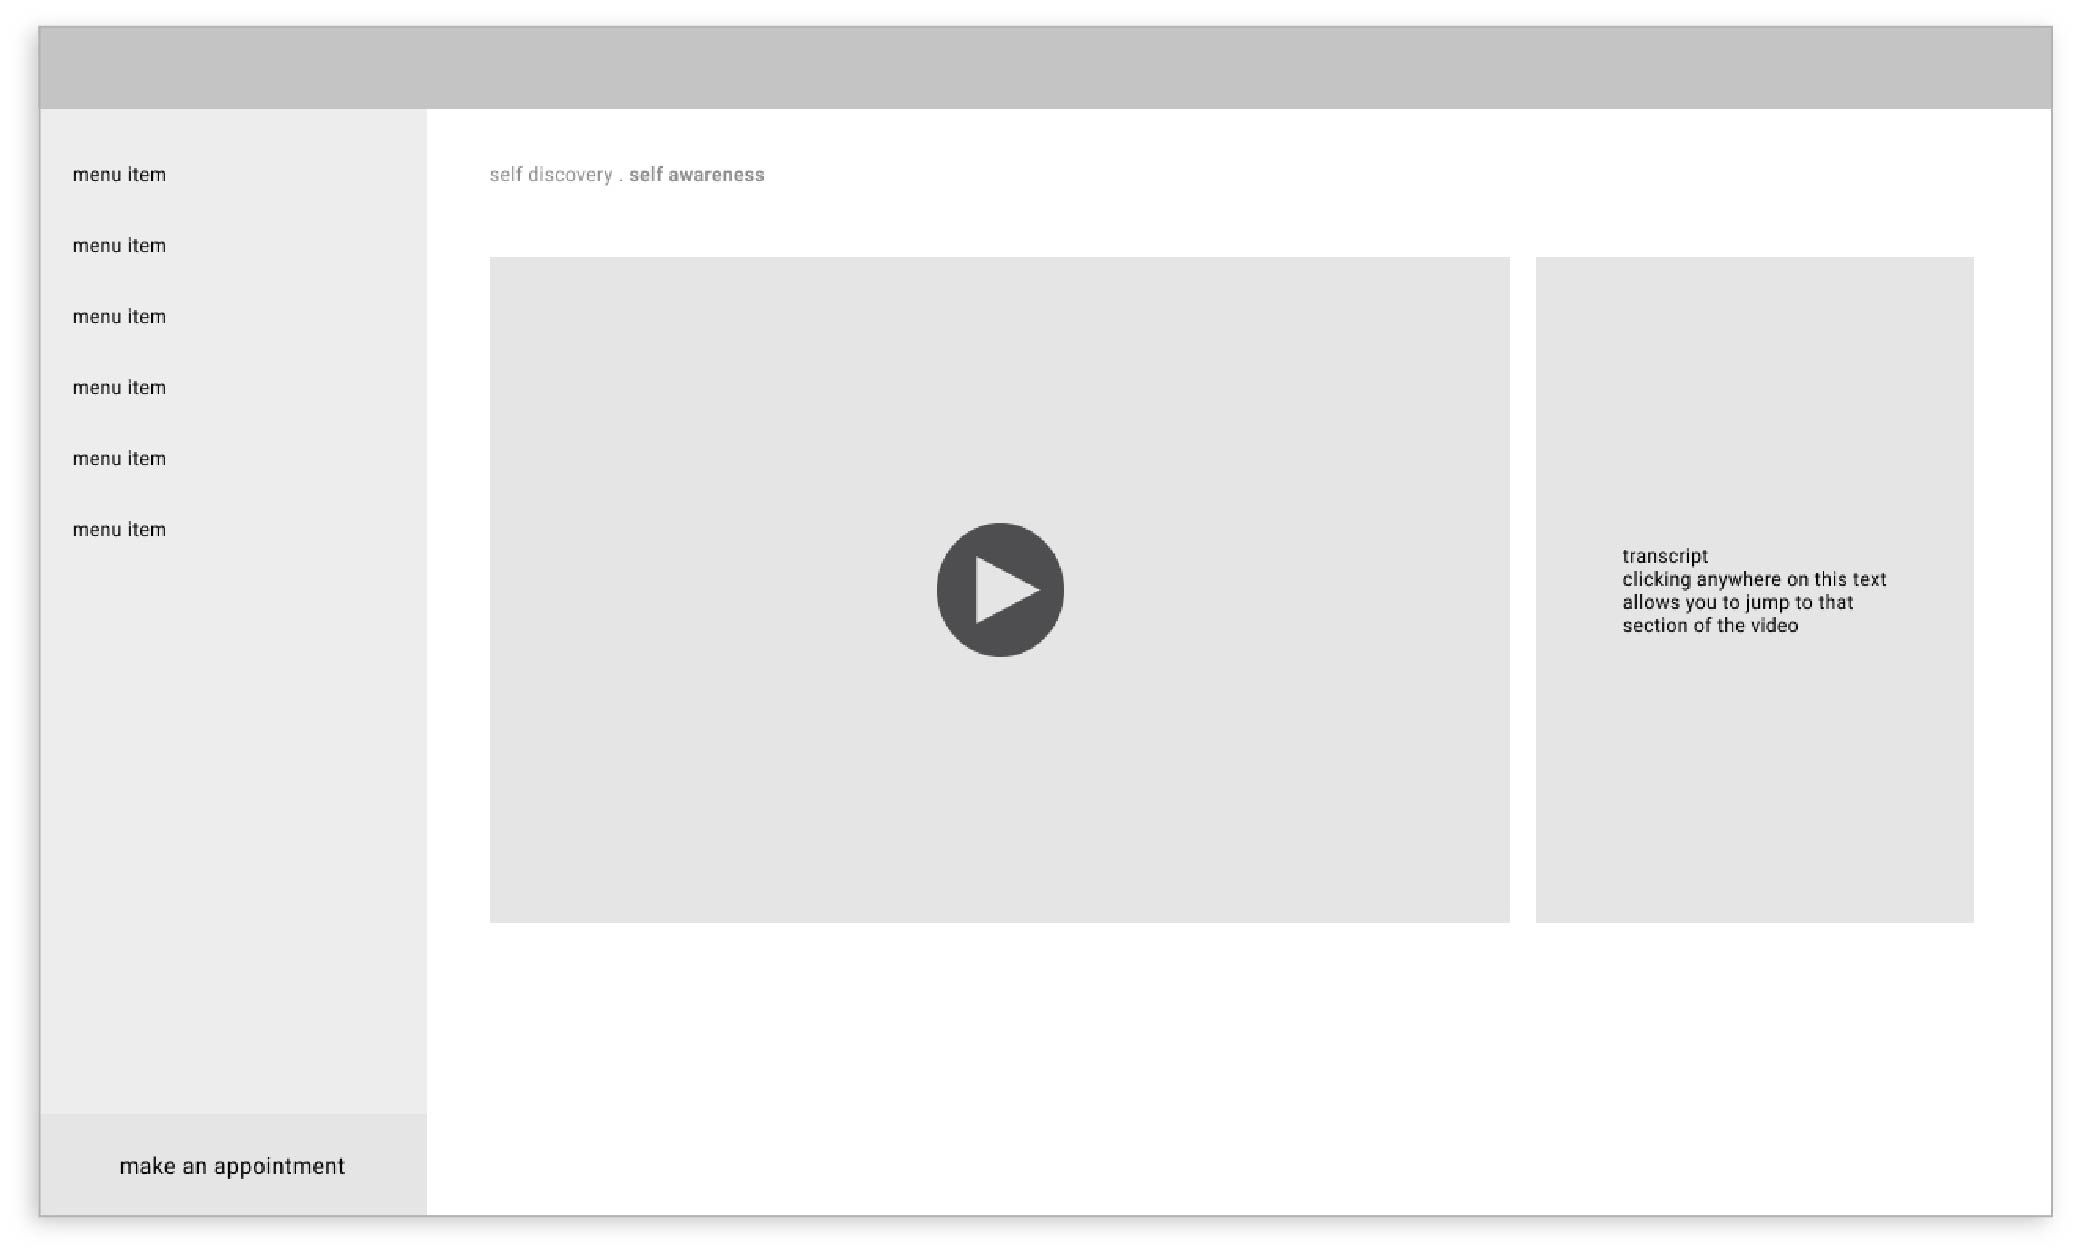 menu item
menu item
menu item
menu item
menu item
menu item
make an appointment
self discovery . self awareness
transcript
clicking anywhere on this text
allows you to jump to that
section of the video